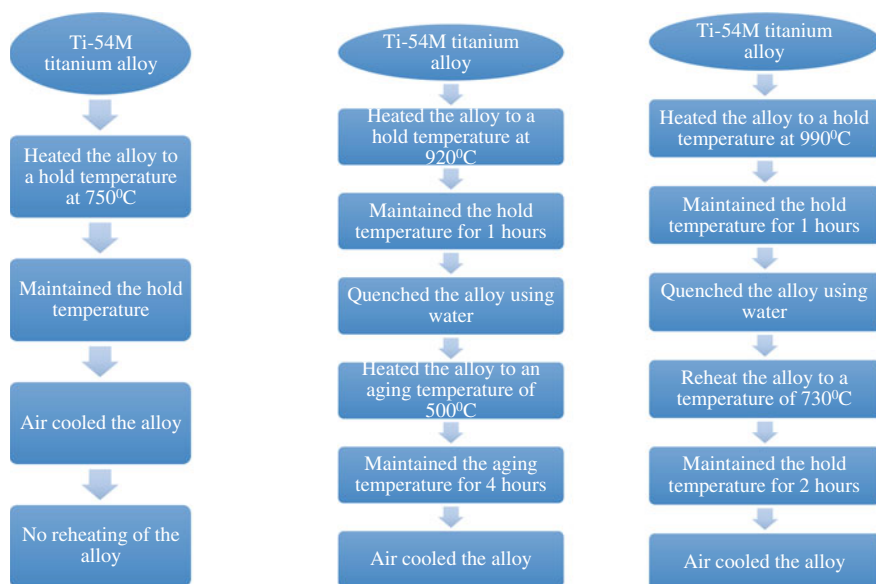 Ti-54M
titanium alloy
Heated the alloy to
a hold temperature
at 750⁰C
Maintained the hold
temperature
Air cooled the alloy
No reheating of the
alloy
Ti-54M titanium
alloy
Heated the alloy to a
hold temperature at
920⁰C
Maintained the hold
temperature for 1 hours
Quenched the alloy using
water
Heated the alloy to an
aging temperature of
500⁰C
Maintained the aging
temperature for 4 hours
Air cooled the alloy
Ti-54M titanium
alloy
Heated the alloy to a hold
temperature at 990⁰C
Maintained the hold
temperature for 1 hours
Quenched the alloy using
water
Reheat the alloy to a
temperature of 730⁰C
Maintained the hold
temperature for 2 hours
Air cooled the alloy